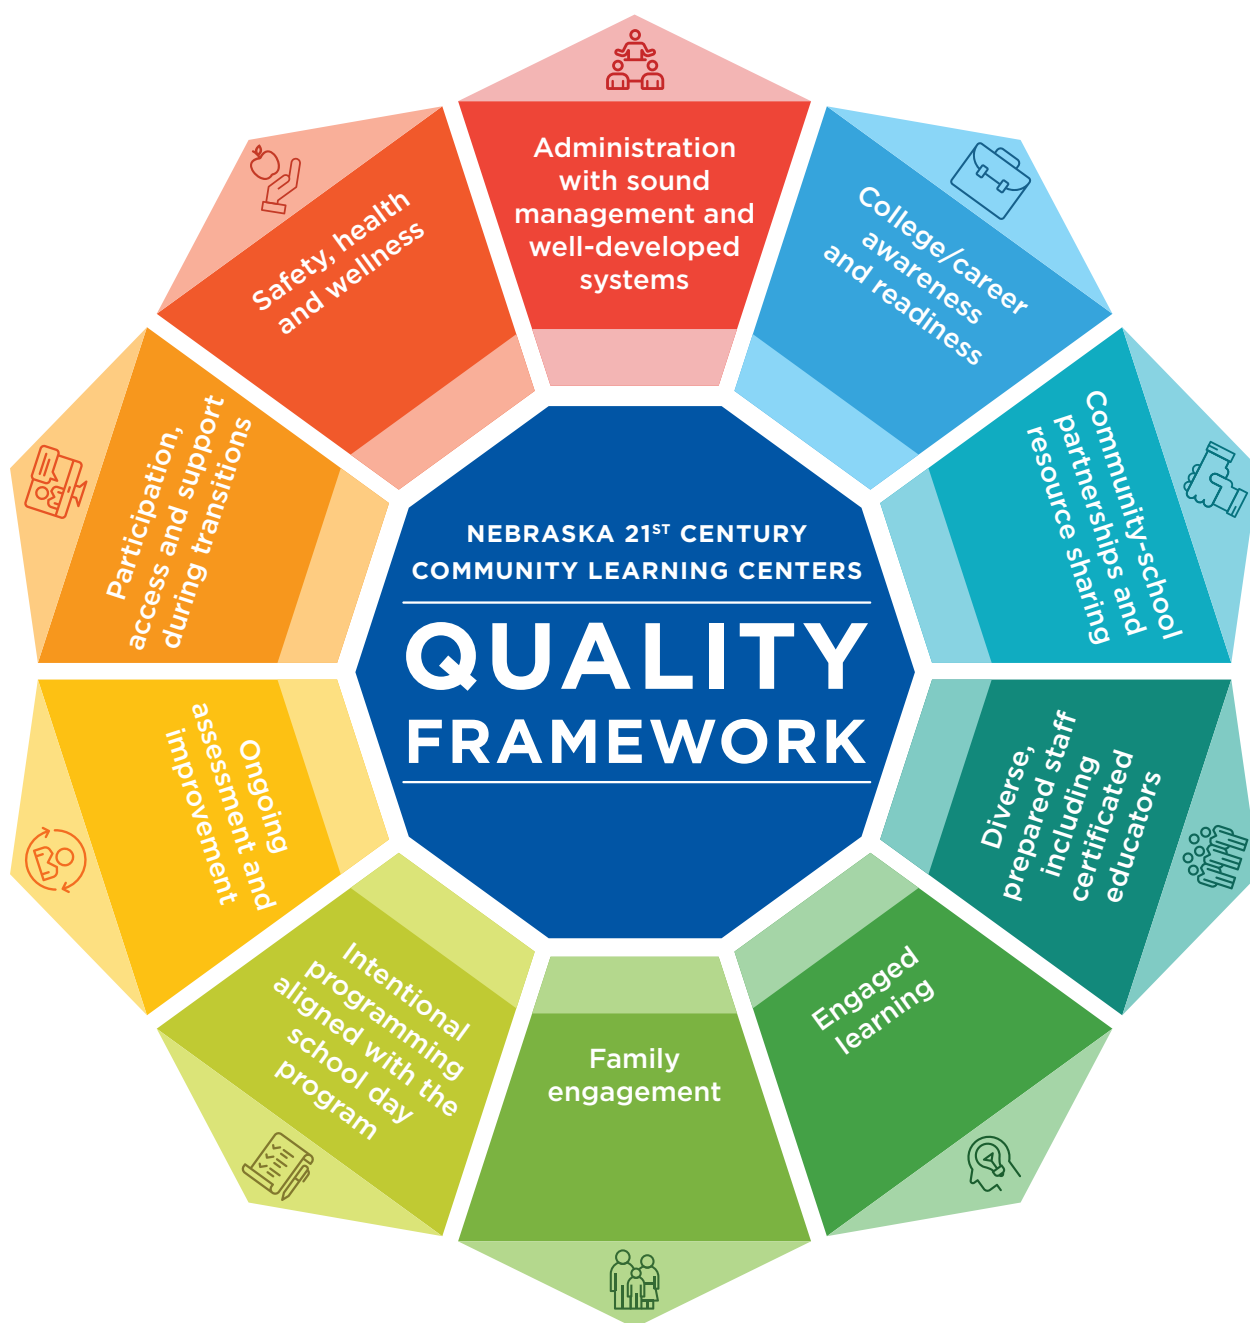 Administration
with sound
management and
well-developed
systems
College/career
awareness
and readiness
Community-school
partnerships and
resource sharing
Diverse,
prepared staff
including
certificated
educators
Engaged
learning
Family
engagement
Intentional
programming
aligned with the
school day
program
Ongoing
assessment and
improvement
Participation,
access and support
during transitions
Safety, health
and wellness
NEBRASKA 21ST CENTURY
COMMUNITY LEARNING CENTERS
QUALITY
FRAMEWORK